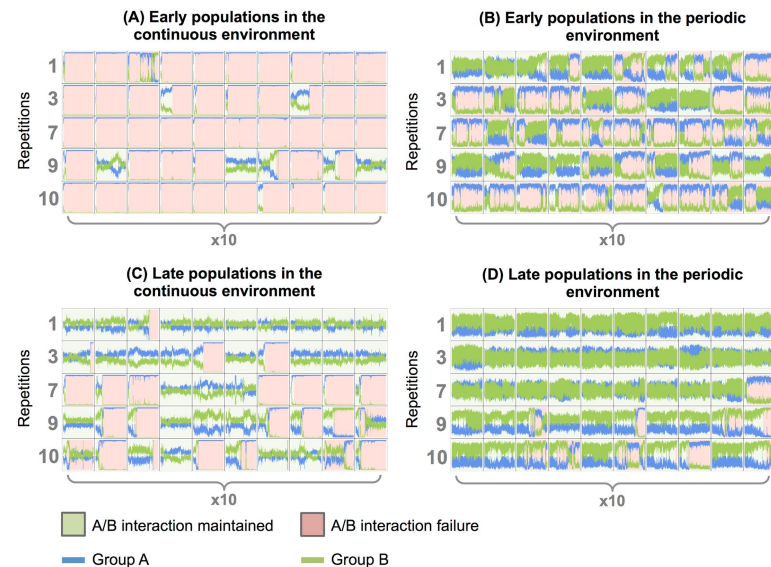 (A) Early populations in the
continuous environment
Repetitions
1
3
7
9
10
x10
(B) Early populations in the periodic
environment
Repetitions
1
3
7
9
10
x10
(C) Late populations in the
continuous environment
Repetitions
1
3
7
9
10
x10
(D) Late populations in the periodic
environment
Repetitions
1
3
7
9
10
x10
A/B interaction maintained
A/B interaction failure
Group A
Group B